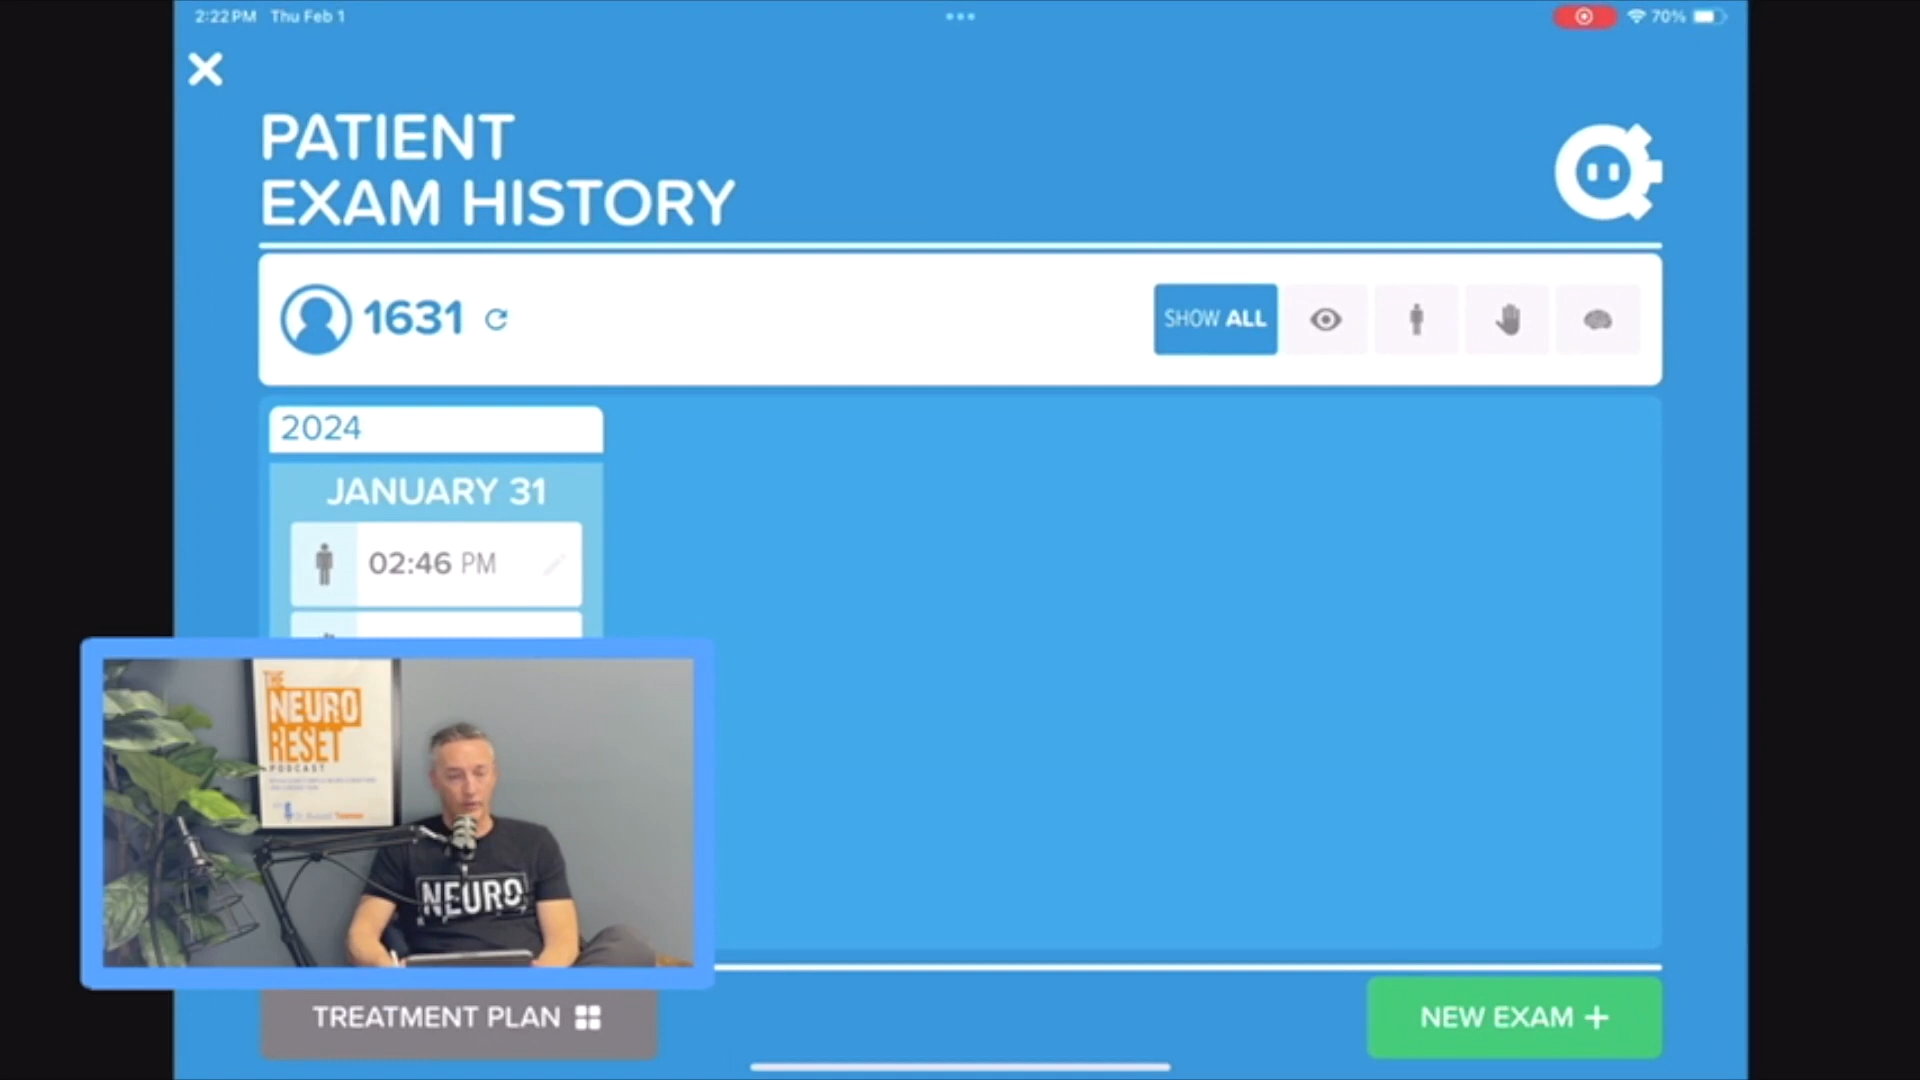 2:22 PM Thu Feb 1
70%
PATIENT
EXAM HISTORY
1631
SHOW ALL
2024
JANUARY 31
02:46 PM
THE
NEURO
RESET
PODCAST
NEURO
TREATMENT PLAN
NEW EXAM